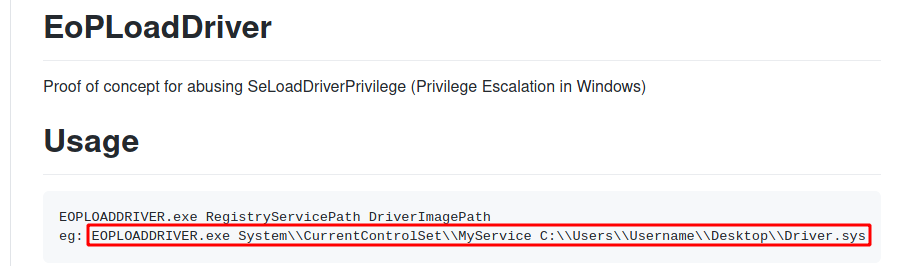 EoPLoadDriver
Proof of concept for abusing SeLoadDriverPrivilege (Privilege Escalation in Windows)
Usage
EOPLOADDRIVER.exe RegistryServicePath DriverImagePath
eg: EOPLOADDRIVER.exe System\\CurrentControlSet\\MyService C:\\Users\\Username\\Desktop\\Driver.sys